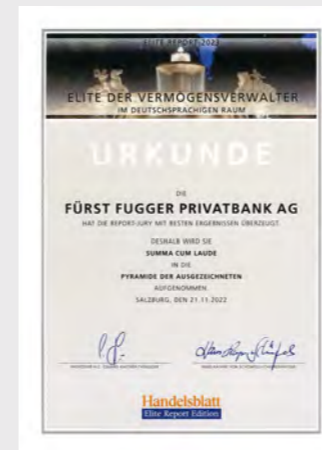 ELITE REPORT 2023
ELITE DER VERMÖGENSVERWALTER
IM DEUTSCHSPRACHIGEN RAUM
URKUNDE
DIE
FÜRST FUGGER PRIVATBANK AG
HAT DIE REPORT-JURY MIT BESTEN ERGEBNISSEN ÜBERZEUGT.
DESHALB WIRD SIE
SUMMA CUM LAUDE
IN DIE
PYRAMIDE DER AUSGEZEICHNETEN
AUFGENOMMEN.
SALZBURG, DEN 21.11.2022
Handelsblatt
Elite Report Edition